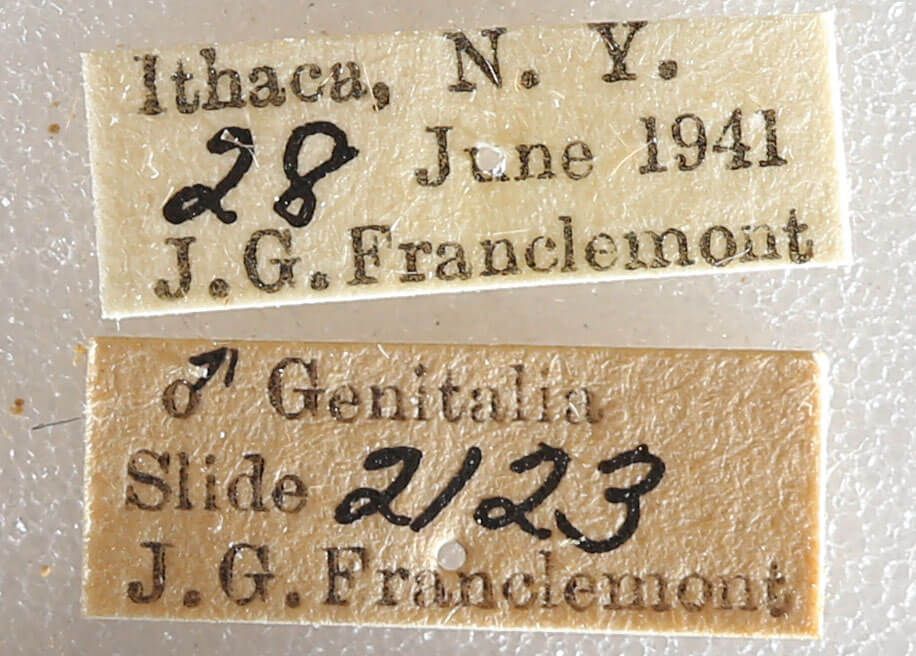 Ithaca, N. Y.
28 June 1941
J.G. Franclemont
♂ Genitalia
Slide 2123
J.G. Franclemont